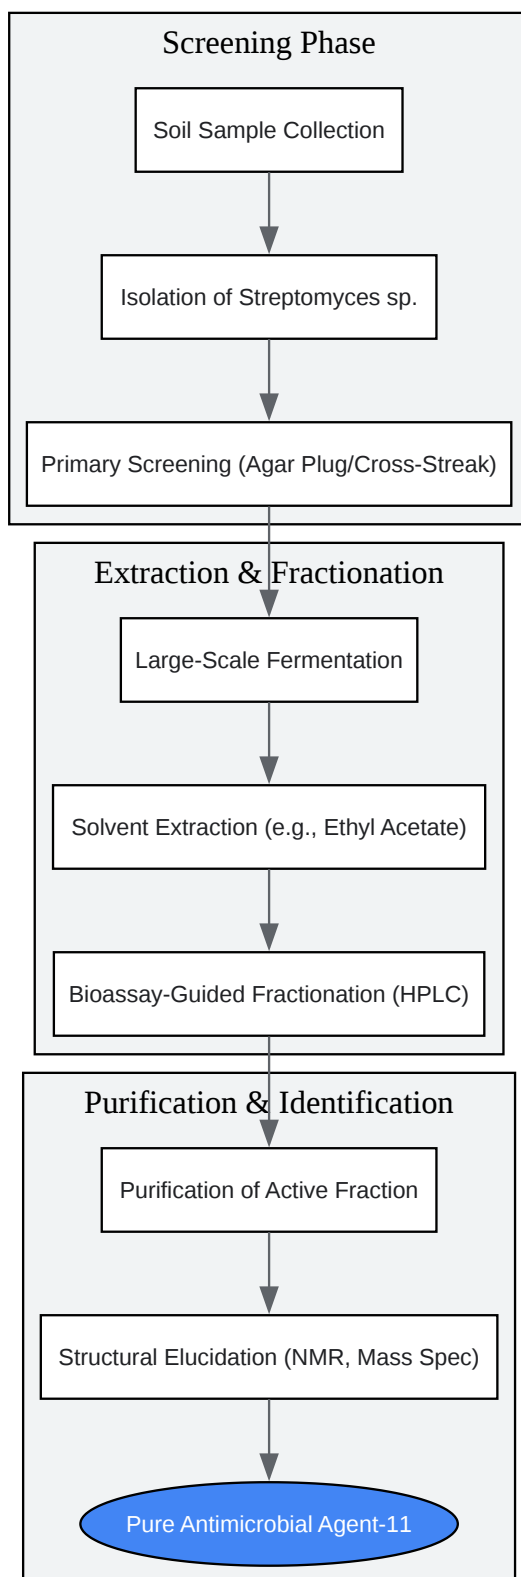 Screening Phase
Soil Sample Collection
Isolation of Streptomyces sp.
Primary Screening (Agar Plug/Cross-Streak)
Extraction & Fractionation
Large-Scale Fermentation
Solvent Extraction (e.g., Ethyl Acetate)
Bioassay-Guided Fractionation (HPLC)
Purification & Identification
Purification of Active Fraction
Structural Elucidation (NMR, Mass Spec)
Pure Antimicrobial Agent-11